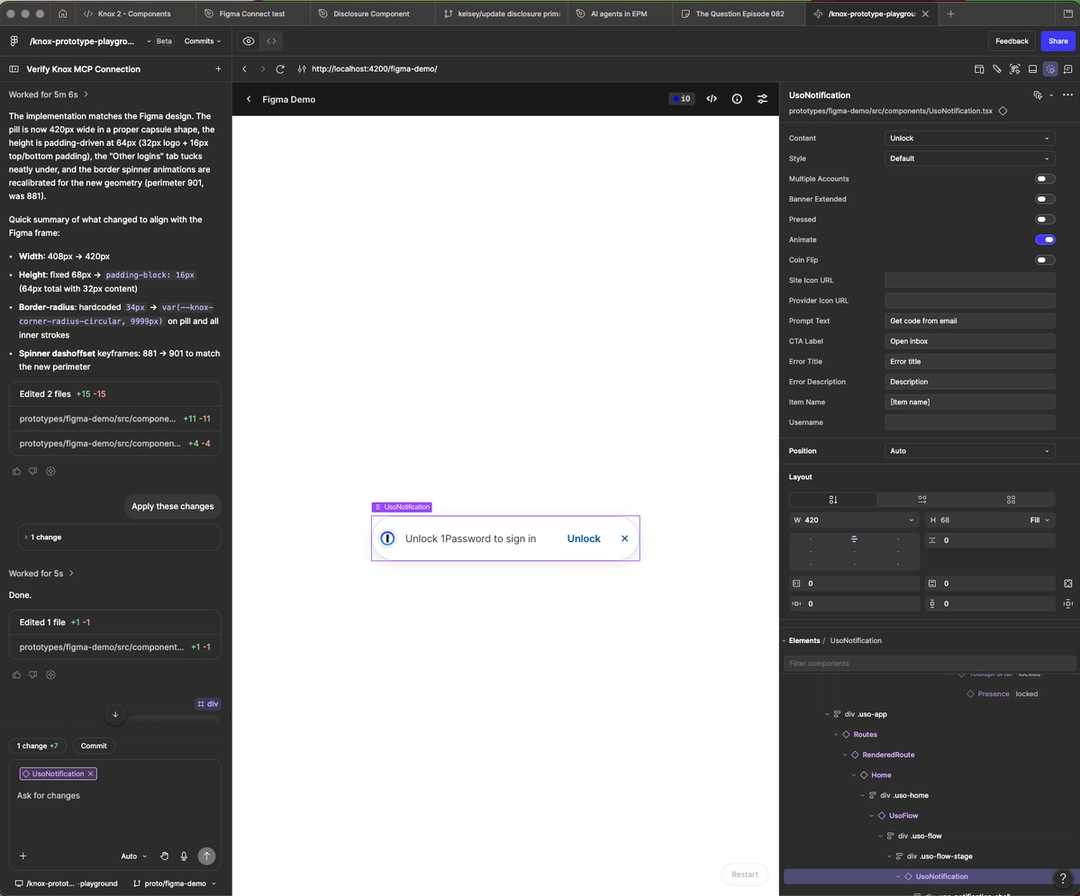 Knox 2 - Components
Figma Connect test
Disclosure Component
kelsey/update disclosure prim
AI agents in EPM
The Question Episode 082
/knox-prototype-playgrou
/knox-prototype-playgro...
Beta
Commits
Feedback
Share
Verify Knox MCP Connection
http://localhost:4200/figma-demo/
Worked for 5m 6s
The implementation matches the Figma design. The
pill is now 420px wide in a proper capsule shape, the
height is padding-driven at 64px (32px logo + 16px
top/bottom padding), the "Other logins" tab tucks
neatly under, and the border spinner animations are
recalibrated for the new geometry (perimeter 901,
was 881).
Quick summary of what changed to align with the
Figma frame:
• Width: 408px → 420px
• Height: fixed 68px → padding-block: 16px
(64px total with 32px content)
• Border-radius: hardcoded 34px → var(--knox-
corner-radius-circular, 9999px) on pill and all
inner strokes
• Spinner dashoffset keyframes: 881 → 901 to match
the new perimeter
Edited 2 files +15 -15
prototypes/figma-demo/src/compone... +11 -11
prototypes/figma-demo/src/componen... +4 -4
Apply these changes
1 change
Worked for 5s
Done.
Edited 1 file +1 -1
prototypes/figma-demo/src/component... +1 -1
div
1 change +7
Commit
UsoNotification
Ask for changes
Auto
/knox-protot... -playground
proto/figma-demo
Figma Demo
UsoNotification
Unlock 1Password to sign in
Unlock
Restart
UsoNotification
prototypes/figma-demo/src/components/UsoNotification.tsx
Content Unlock
Style Default
Multiple Accounts
Banner Extended
Pressed
Animate
Coin Flip
Site Icon URL
Provider Icon URL
Prompt Text Get code from email
CTA Label Open inbox
Error Title Error title
Error Description Description
Item Name [Item name]
Username
Position Auto
Layout
W 420
H 68 Fill
0
0
0
0
0
Elements / UsoNotification
Filter components
Presence locked
div .uso-app
Routes
RenderedRoute
Home
div .uso-home
UsoFlow
div .uso-flow
div .uso-flow-stage
UsoNotification
?